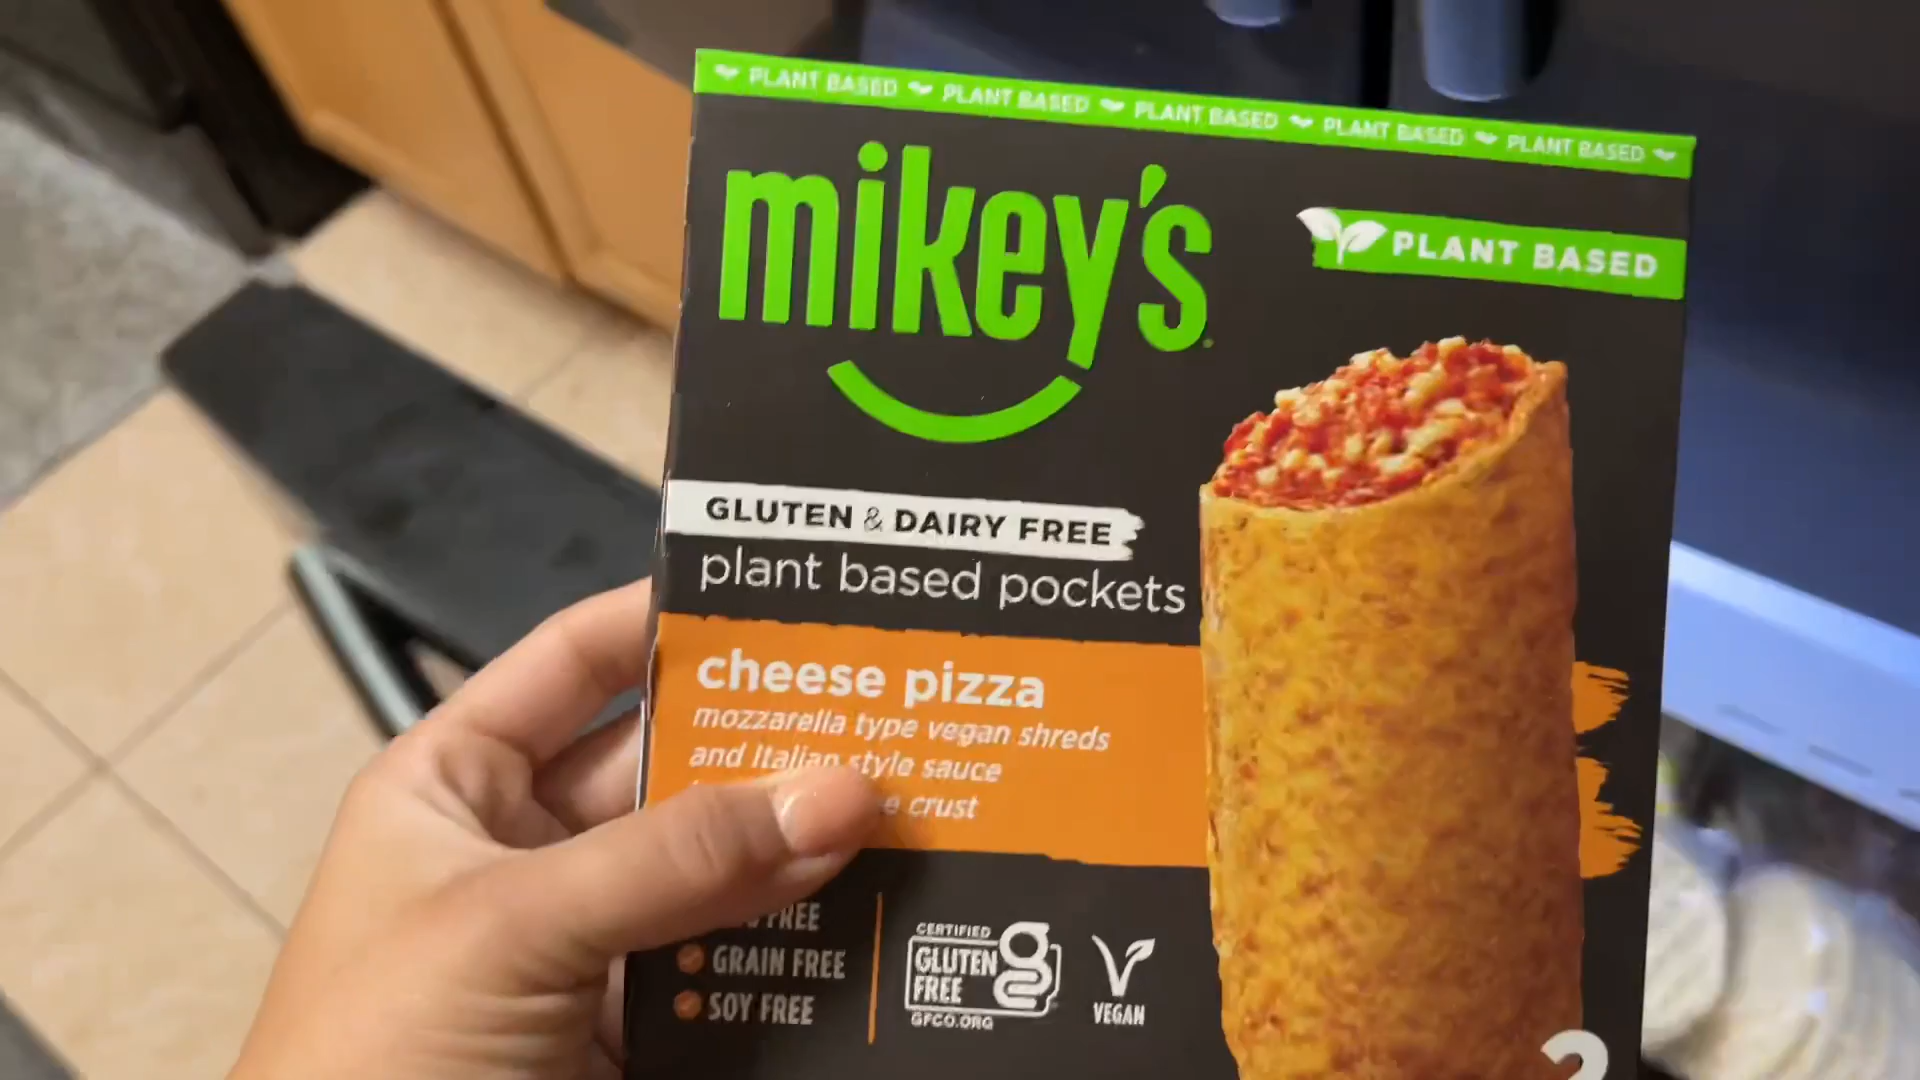 PLANT BASED PLANT BASED PLANT BASED PLANT BASED PLANT BASED
mikey's
PLANT BASED
GLUTEN & DAIRY FREE
plant based pockets
cheese pizza
mozzarella type vegan shreds
and Italian style sauce
crust
FREE
GRAIN FREE
SOY FREE
CERTIFIED
GLUTEN
FREE
GFCO.ORG
VEGAN